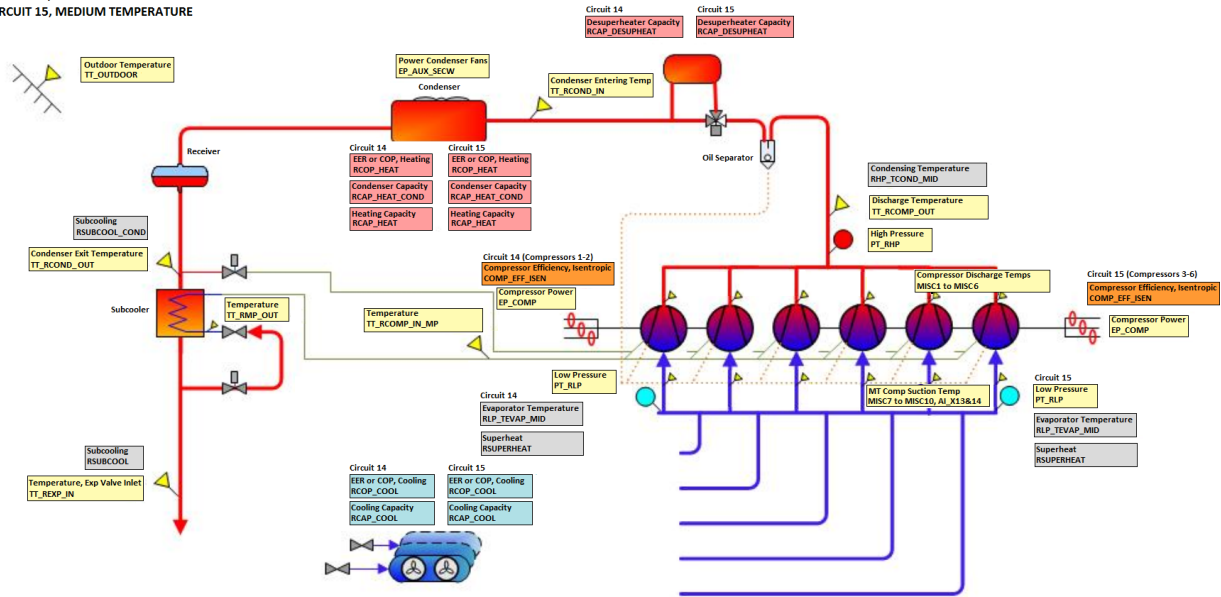 RCUIT 15, MEDIUM TEMPERATURE
Circuit 14
Desuperheater Capacity
RCAP_DESUPHEAT
Circuit 15
Desuperheater Capacity
RCAP_DESUPHEAT
Outdoor Temperature
TT_OUTDOOR
Power Condenser Fans
EP_AUX_SECW
Condenser
Condenser Entering Temp
TT_RCOND_IN
Receiver
Oil Separator
Circuit 14
EER or COP, Heating
RCOP_HEAT
Condenser Capacity
RCAP_HEAT_COND
Heating Capacity
RCAP_HEAT
Circuit 15
EER or COP, Heating
RCOP_HEAT
Condenser Capacity
RCAP_HEAT_COND
Heating Capacity
RCAP_HEAT
Condensing Temperature
RHP_TCOND_MID
Discharge Temperature
TT_RCOMP_OUT
High Pressure
PT_RHP
Subcooling
RSUBCOOL_COND
Condenser Exit Temperature
TT_RCOND_OUT
Circuit 14 (Compressors 1-2)
Compressor Efficiency, Isentropic
COMP_EFF_ISEN
Compressor Power
EP_COMP
Compressor Discharge Temps
MISC1 to MISC6
Circuit 15 (Compressors 3-6)
Compressor Efficiency, Isentropic
COMP_EFF_ISEN
Compressor Power
EP_COMP
Subcooler
Temperature
TT_RMP_OUT
Temperature
TT_RCOMP_IN_MP
Low Pressure
PT_RLP
Circuit 14
Evaporator Temperature
RLP_TEVAP_MID
Superheat
RSUPERHEAT
MT Comp Suction Temp
MISC7 to MISC10, AI_X13&14
Circuit 15
Low Pressure
PT_RLP
Evaporator Temperature
RLP_TEVAP_MID
Superheat
RSUPERHEAT
Subcooling
RSUBCOOL
Temperature, Exp Valve Inlet
TT_REXP_IN
Circuit 14
EER or COP, Cooling
RCOP_COOL
Cooling Capacity
RCAP_COOL
Circuit 15
EER or COP, Cooling
RCOP_COOL
Cooling Capacity
RCAP_COOL